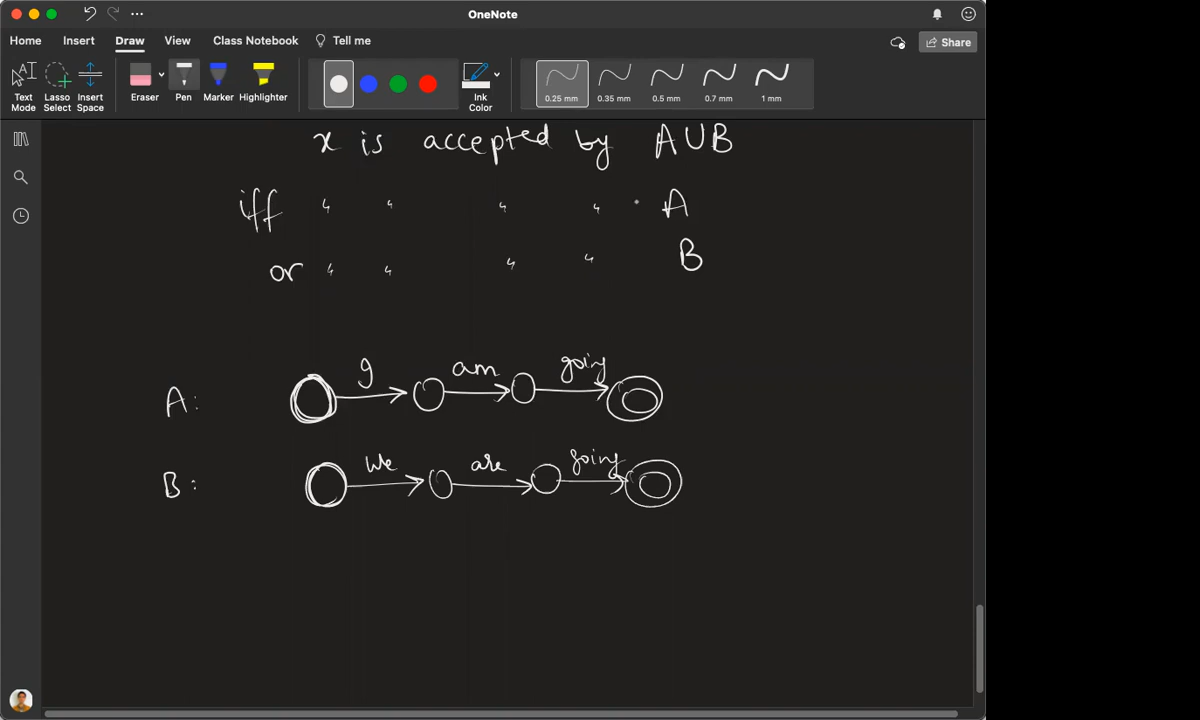 OneNote
Home Insert Draw View Class Notebook Tell me
Share
Text Mode
Lasso Select
Insert Space
Eraser
Pen
Marker
Highlighter
Ink Color
0.25 mm 0.35 mm 0.5 mm 0.7 mm 1 mm
x is accepted by A∪B
iff " " " " A
or " " " " B
A: I am going
B: We are going